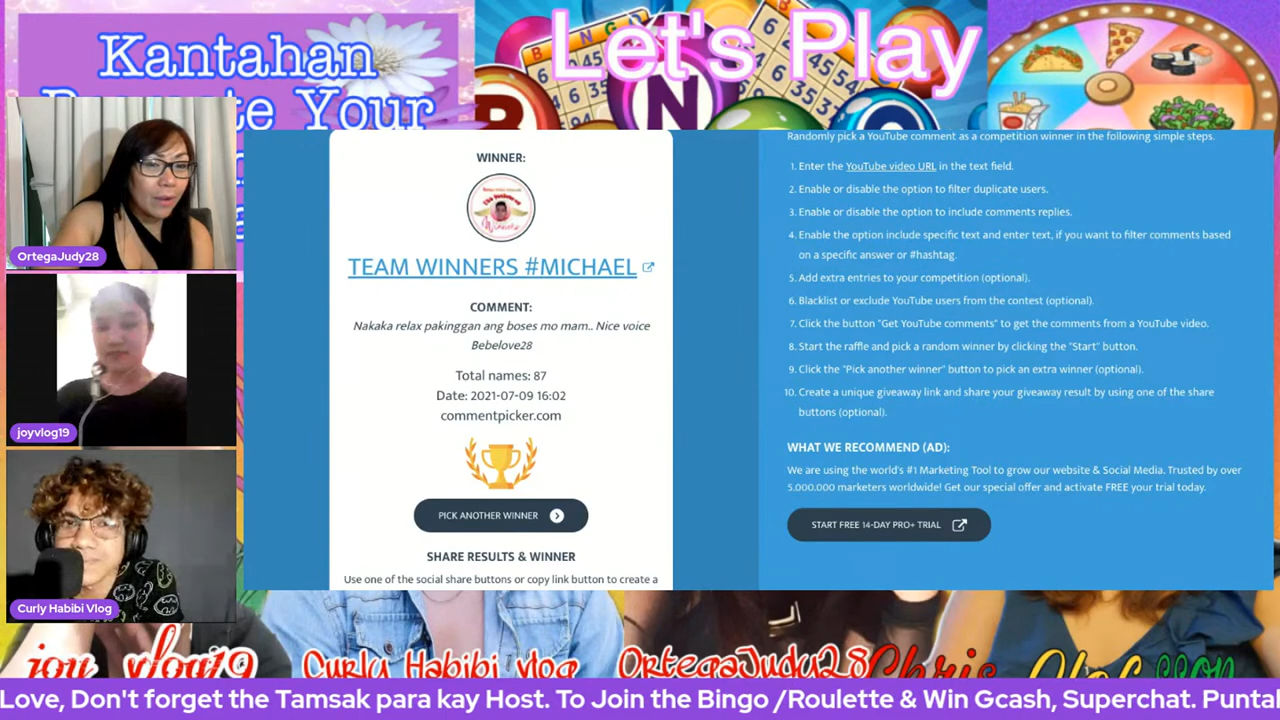 Kantahan
Promote Your
Let's Play
BINGO
OrtegaJudy28
joyvlog19
Curly Habibi Vlog
WINNER:
Winners
TEAM WINNERS #MICHAEL
COMMENT:
Nakaka relax pakinggan ang boses mo mam.. Nice voice
Bebelove28
Total names: 87
Date: 2021-07-09 16:02
commentpicker.com
PICK ANOTHER WINNER
SHARE RESULTS & WINNER
Use one of the social share buttons or copy link button to create a
Randomly pick a YouTube comment as a competition winner in the following simple steps.
1. Enter the YouTube video URL in the text field.
2. Enable or disable the option to filter duplicate users.
3. Enable or disable the option to include comments replies.
4. Enable the option include specific text and enter text, if you want to filter comments based
on a specific answer or #hashtag.
5. Add extra entries to your competition (optional).
6. Blacklist or exclude YouTube users from the contest (optional).
7. Click the button "Get YouTube comments" to get the comments from a YouTube video.
8. Start the raffle and pick a random winner by clicking the "Start" button.
9. Click the "Pick another winner" button to pick an extra winner (optional).
10. Create a unique giveaway link and share your giveaway result by using one of the share
buttons (optional).
WHAT WE RECOMMEND (AD):
We are using the world's #1 Marketing Tool to grow our website & Social Media. Trusted by over
5.000.000 marketers worldwide! Get our special offer and activate FREE your trial today.
START FREE 14-DAY PRO+ TRIAL
joy vlog19
Curly Habibi vlog
OrtegaJudy28
Chris
Love, Don't forget the Tamsak para kay Host. To Join the Bingo /Roulette & Win Gcash, Superchat. Punta